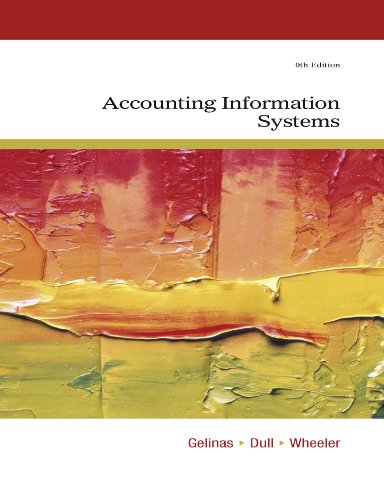 9th Edition
Accounting Information
Systems
Gelinas ▸ Dull ▸ Wheeler